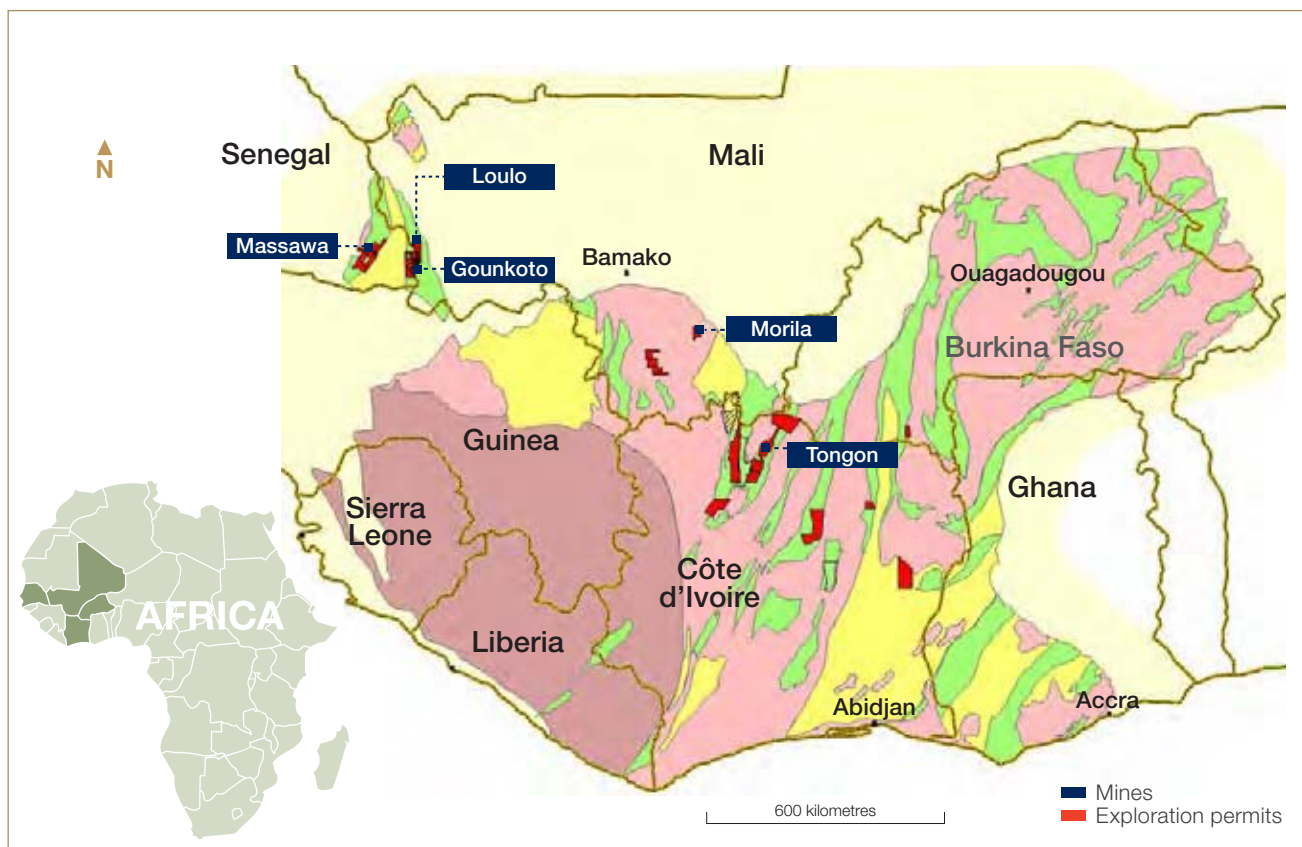 N
Senegal
Mali
Loulo
Massawa
Gounkoto
Bamako
Ouagadougou
Morila
Burkina Faso
Guinea
Tongon
Ghana
Sierra
Leone
Côte
d'Ivoire
AFRICA
Liberia
Abidjan
Accra
600 kilometres
Mines
Exploration permits